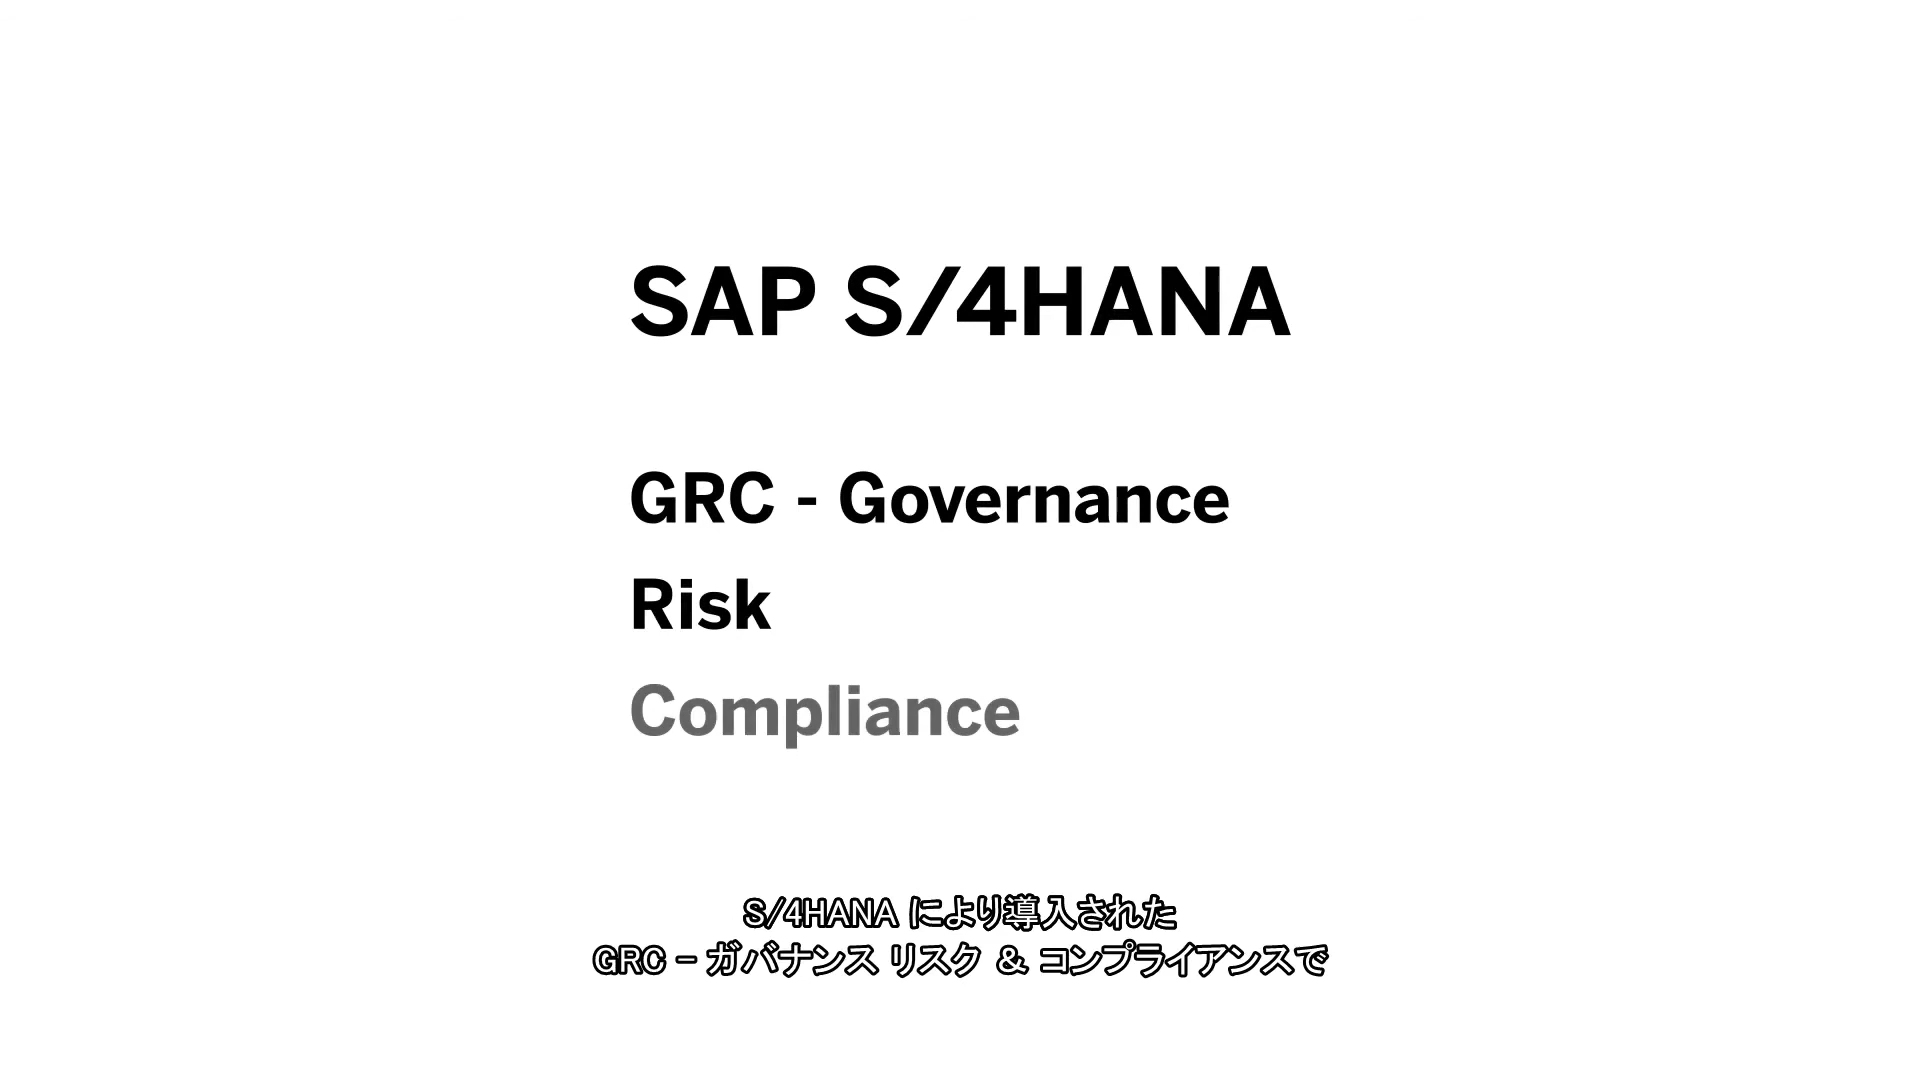 SAP S/4HANA
GRC - Governance
Risk
Compliance
S/4HANA により導入された
GRC - ガバナンス リスク & コンプライアンスで